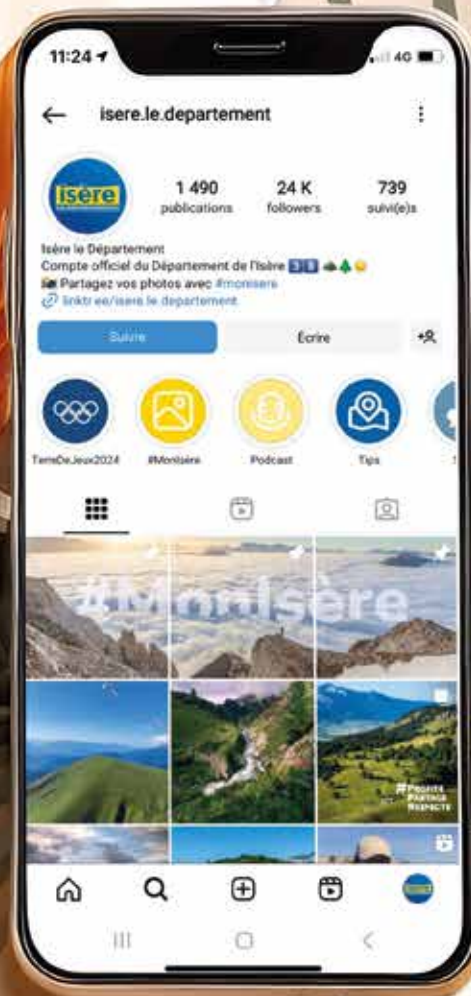 11:24
4G
isere.le.departement
isère
1 490
24 K
739
publications
followers
suivi(e)s
Isère le Département
Compte officiel du Département de l'Isère 38
Partagez vos photos avec #monisere
linktr.ee/isere.le.departement
Suivre
Écrire
TerreDeJeux2024
#MonIsère
Podcast
Tips
#MonIsère
#PROFITE
PARTAGE
RESPECTE
isère